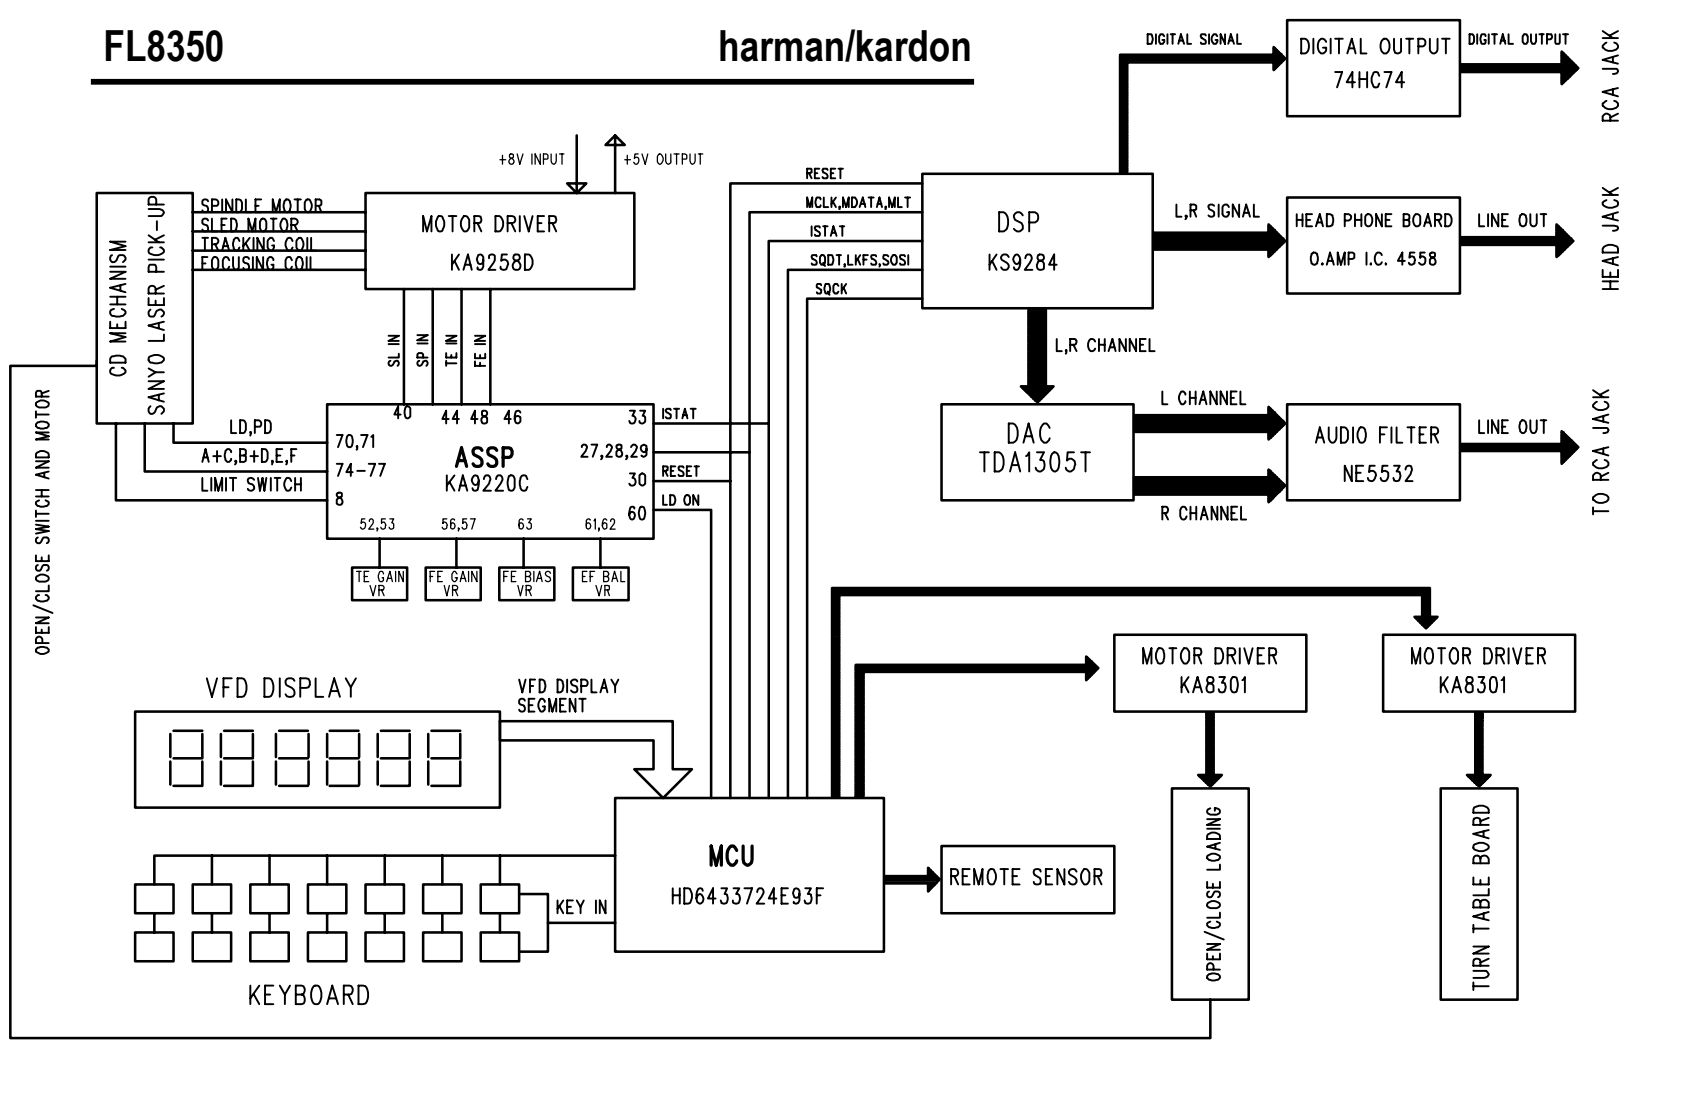 FL8350
harman/kardon
DIGITAL SIGNAL
DIGITAL OUTPUT
74HC74
DIGITAL OUTPUT
RCA JACK
+8V INPUT
+5V OUTPUT
CD MECHANISM
SANYO LASER PICK-UP
SPINDLE MOTOR
SLED MOTOR
TRACKING COIL
FOCUSING COIL
MOTOR DRIVER
KA9258D
RESET
MCLK,MDATA,MLT
ISTAT
SQDT,LKFS,SOSI
SQCK
DSP
KS9284
L,R SIGNAL
HEAD PHONE BOARD
O.AMP I.C. 4558
LINE OUT
HEAD JACK
SL IN
SP IN
TE IN
FE IN
L,R CHANNEL
OPEN/CLOSE SWITCH AND MOTOR
LD,PD
A+C,B+D,E,F
LIMIT SWITCH
40
44
48
46
33
70,71
74-77
8
ASSP
KA9220C
27,28,29
30
60
52,53
56,57
63
61,62
ISTAT
RESET
LD ON
TE GAIN
VR
FE GAIN
VR
FE BIAS
VR
EF BAL
VR
DAC
TDA1305T
L CHANNEL
R CHANNEL
AUDIO FILTER
NE5532
LINE OUT
TO RCA JACK
VFD DISPLAY
VFD DISPLAY
SEGMENT
MOTOR DRIVER
KA8301
MOTOR DRIVER
KA8301
MCU
HD6433724E93F
REMOTE SENSOR
OPEN/CLOSE LOADING
TURN TABLE BOARD
KEY IN
KEYBOARD